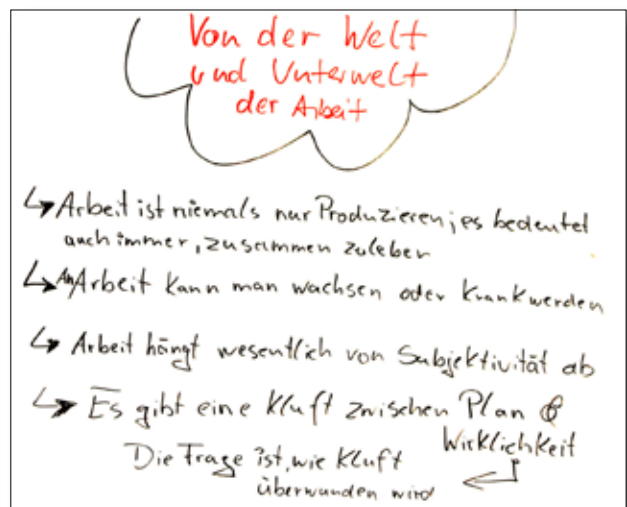 Von der Welt
und Unterwelt
der Arbeit
↳ Arbeit ist niemals nur Produzieren; es bedeutet
auch immer, zusammen zuleben
↳ An Arbeit kann man wachsen oder krank werden
↳ Arbeit hängt wesentlich von Subjektivität ab
↳ Es gibt eine Kluft zwischen Plan &
Wirklichkeit
Die Frage ist, wie Kluft
überwunden wird